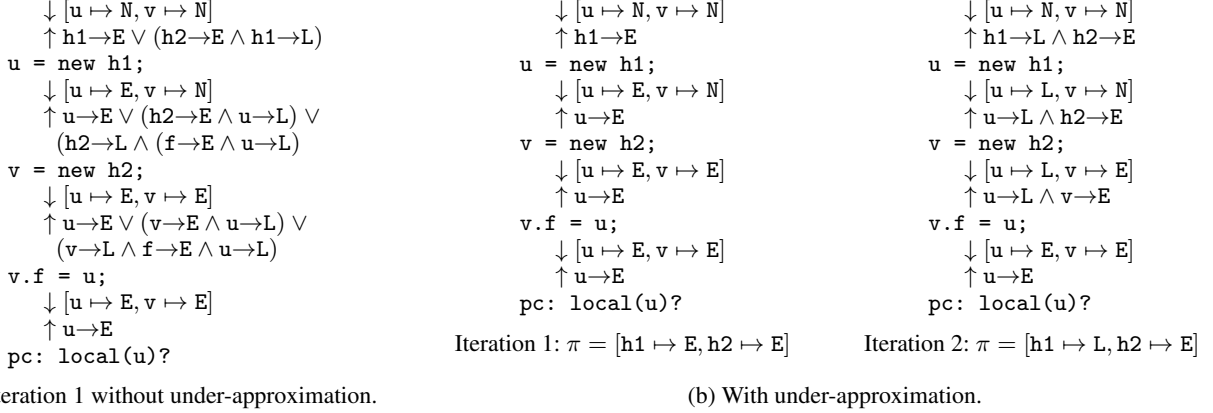 ↓ [u ↦ N, v ↦ N]
↑ h1→E ∨ (h2→E ∧ h1→L)
u = new h1;
↓ [u ↦ E, v ↦ N]
↑ u→E ∨ (h2→E ∧ u→L) ∨
(h2→L ∧ (f→E ∧ u→L)
v = new h2;
↓ [u ↦ E, v ↦ E]
↑ u→E ∨ (v→E ∧ u→L) ∨
(v→L ∧ f→E ∧ u→L)
v.f = u;
↓ [u ↦ E, v ↦ E]
↑ u→E
pc: local(u)?
eration 1 without under-approximation.
↓ [u ↦ N, v ↦ N]
↑ h1→E
u = new h1;
↓ [u ↦ E, v ↦ N]
↑ u→E
v = new h2;
↓ [u ↦ E, v ↦ E]
↑ u→E
v.f = u;
↓ [u ↦ E, v ↦ E]
↑ u→E
pc: local(u)?
Iteration 1: π = [h1 ↦ E, h2 ↦ E]
↓ [u ↦ N, v ↦ N]
↑ h1→L ∧ h2→E
u = new h1;
↓ [u ↦ L, v ↦ N]
↑ u→L ∧ h2→E
v = new h2;
↓ [u ↦ L, v ↦ E]
↑ u→L ∧ v→E
v.f = u;
↓ [u ↦ E, v ↦ E]
↑ u→E
pc: local(u)?
Iteration 2: π = [h1 ↦ L, h2 ↦ E]
(b) With under-approximation.